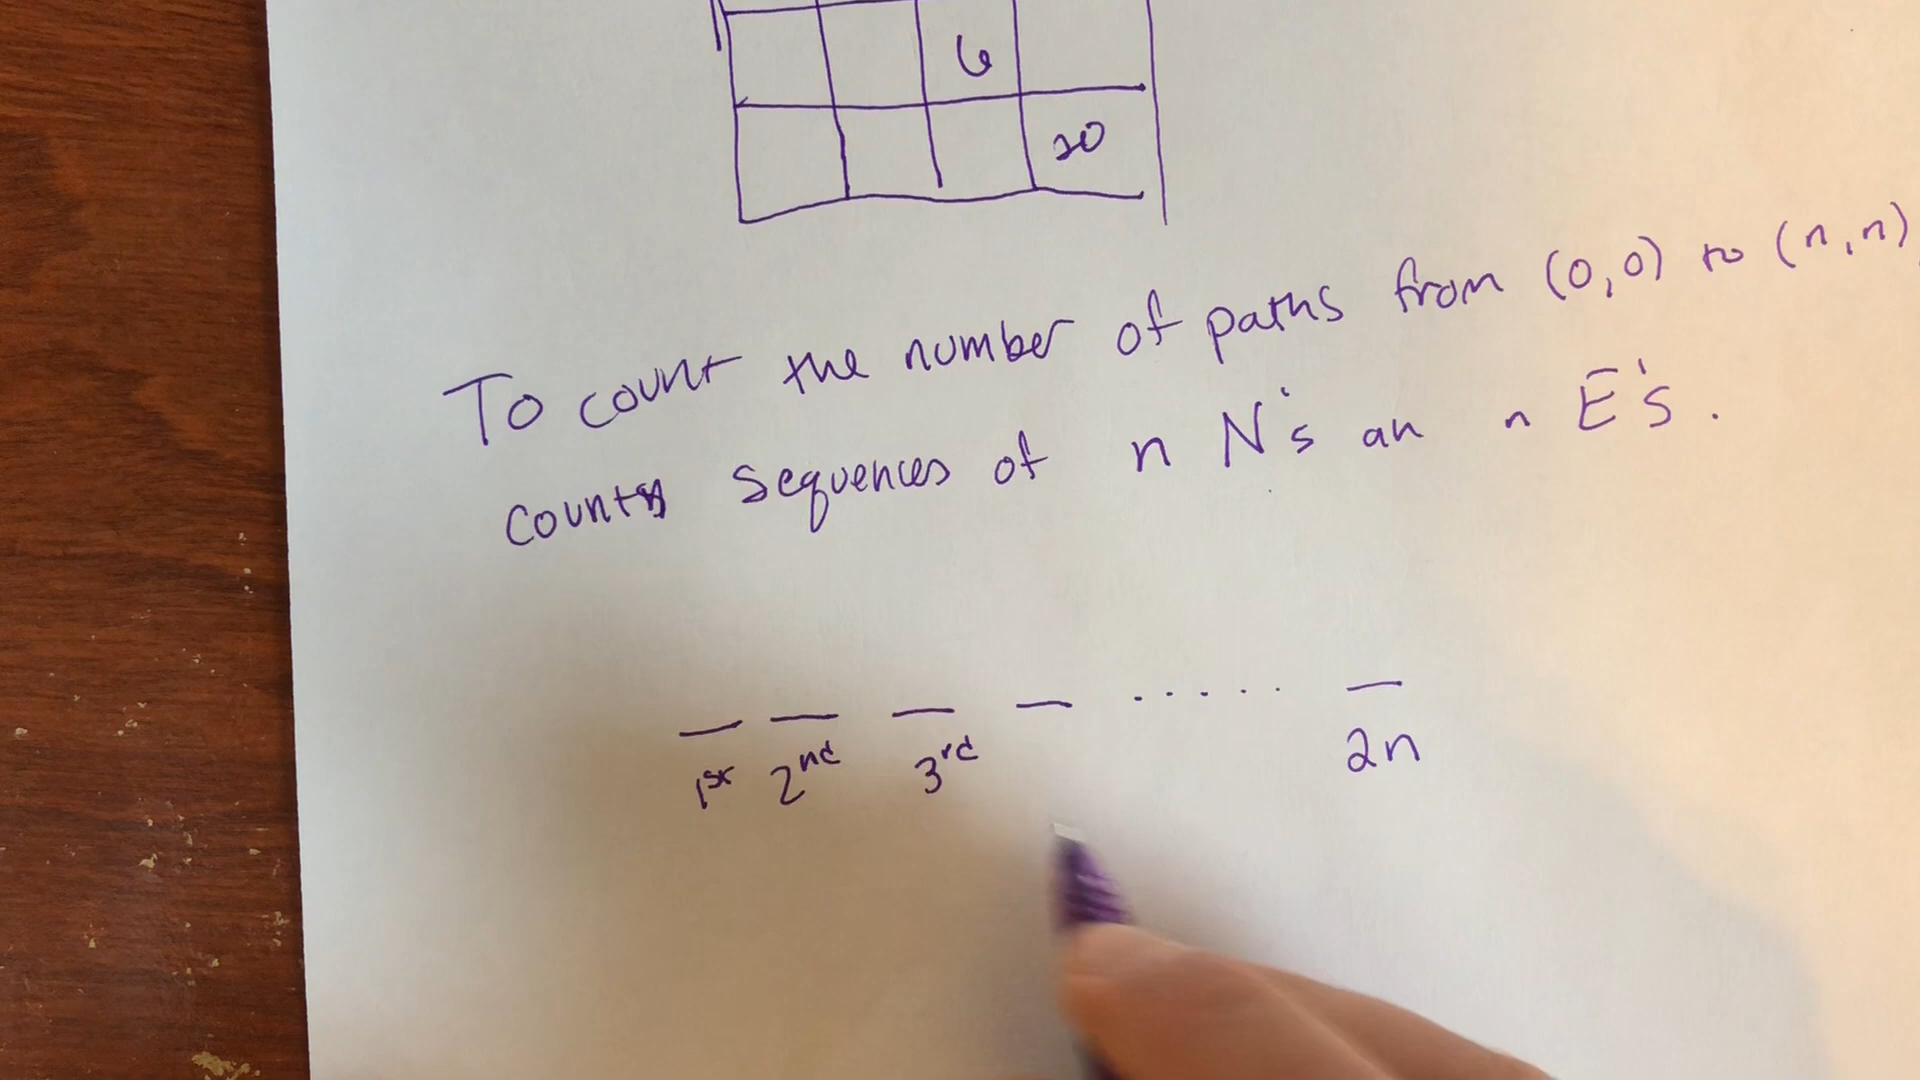 6
20
To count the number of paths from (0,0) to (n,n),
count sequences of n N's an n E's.
1st 2nd 3rd ..... 2n